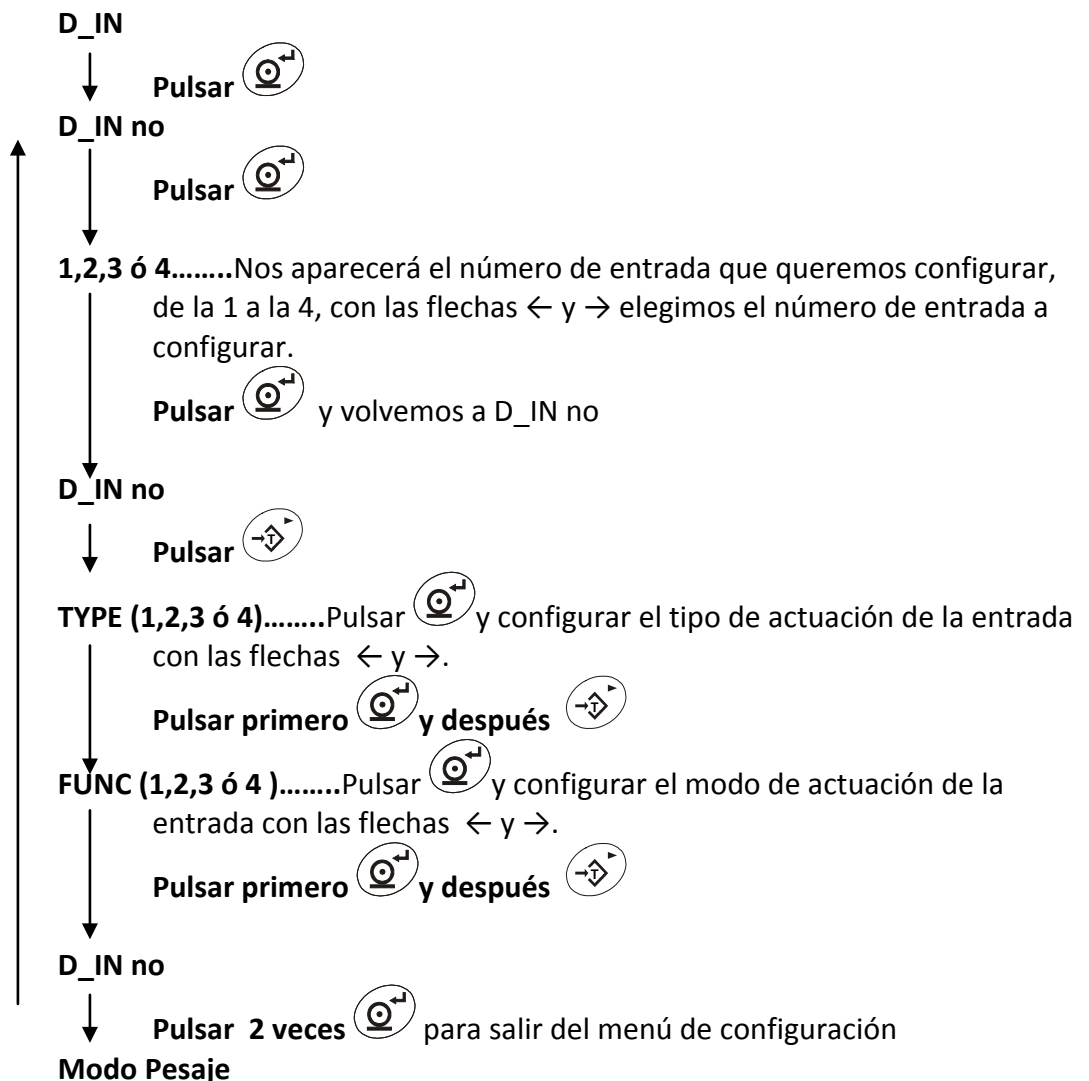 D_IN
Pulsar
D_IN no
Pulsar
1,2,3 ó 4……..Nos aparecerá el número de entrada que queremos configurar,
de la 1 a la 4, con las flechas ← y → elegimos el número de entrada a
configurar.
Pulsar y volvemos a D_IN no
D_IN no
Pulsar →T
TYPE (1,2,3 ó 4)……..Pulsar y configurar el tipo de actuación de la entrada
con las flechas ← y →.
Pulsar primero y después →T
FUNC (1,2,3 ó 4 )……..Pulsar y configurar el modo de actuación de la
entrada con las flechas ← y →.
Pulsar primero y después →T
D_IN no
Pulsar 2 veces para salir del menú de configuración
Modo Pesaje